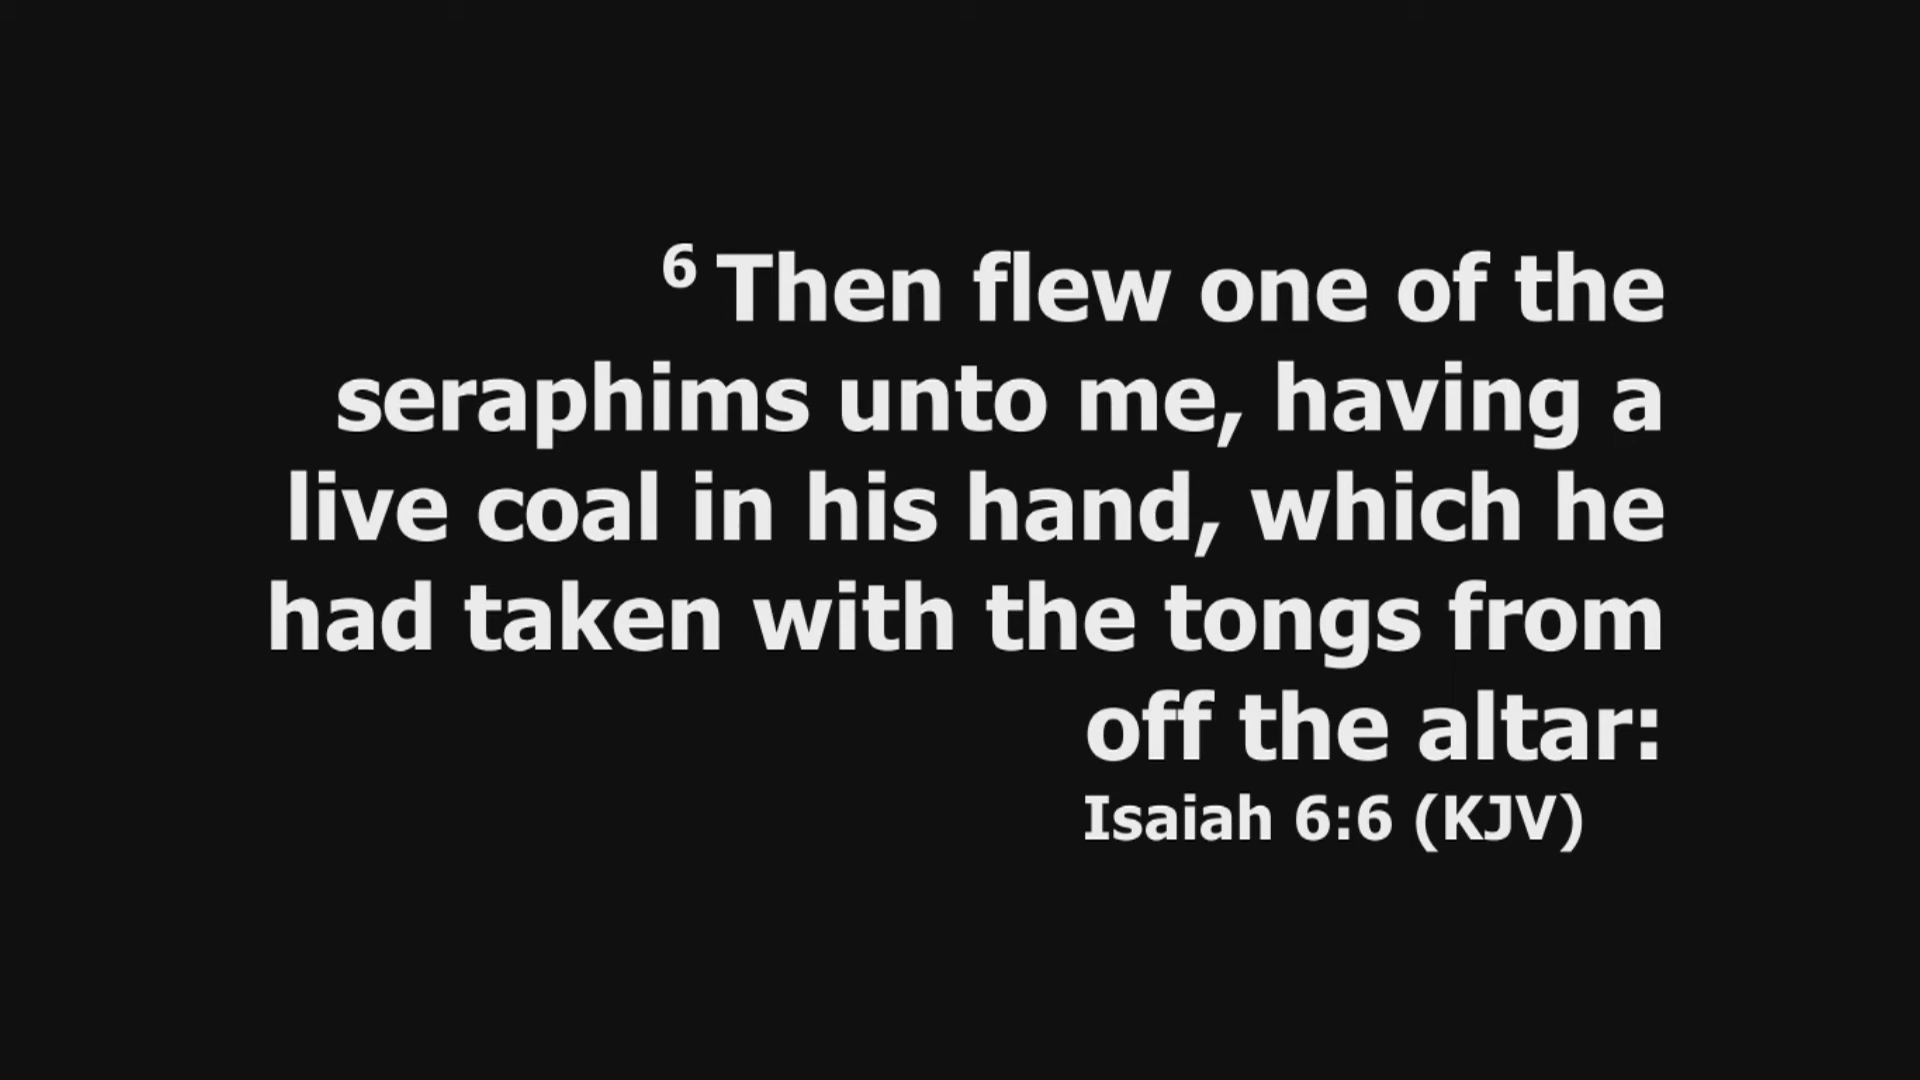 6 Then flew one of the
seraphims unto me, having a
live coal in his hand, which he
had taken with the tongs from
off the altar:
Isaiah 6:6 (KJV)